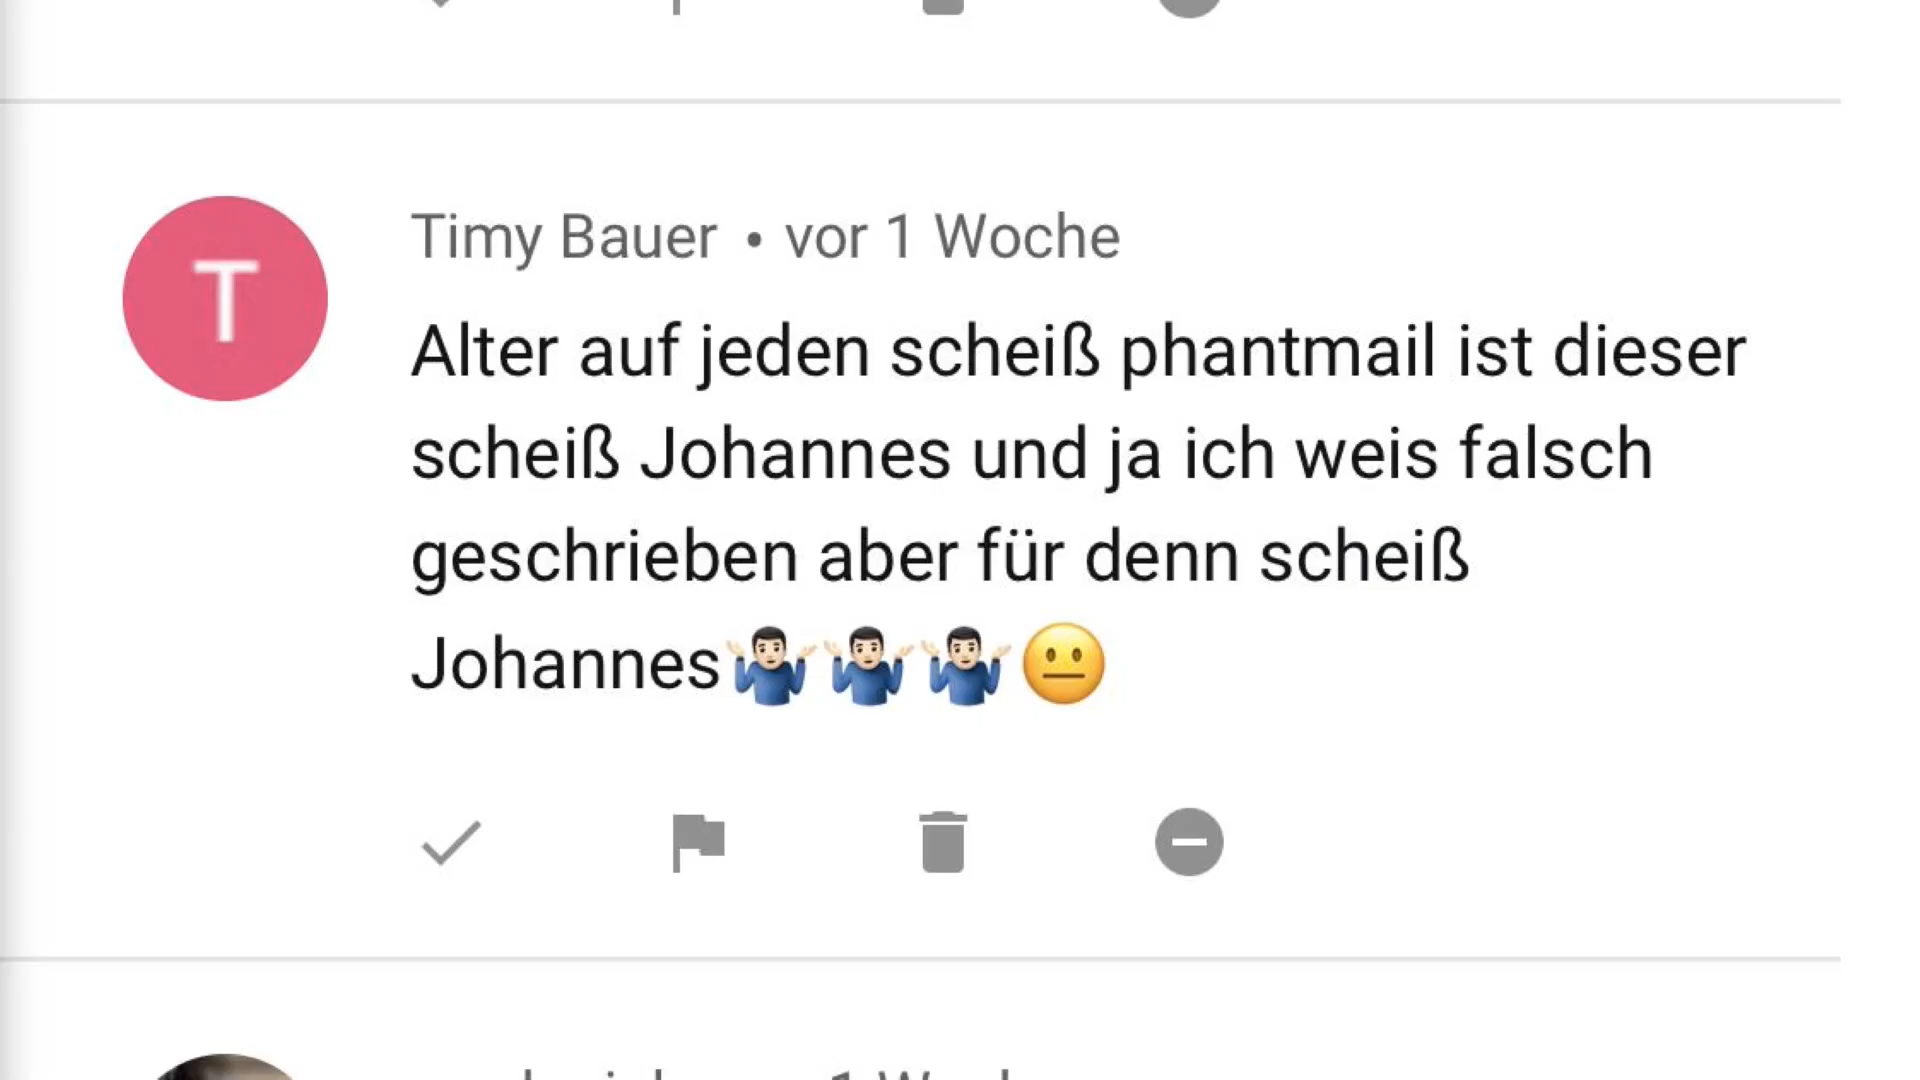 T
Timy Bauer • vor 1 Woche
Alter auf jeden scheiß phantmail ist dieser
scheiß Johannes und ja ich weis falsch
geschrieben aber für denn scheiß
Johannes🤷🏻‍♂️🤷🏻‍♂️🤷🏻‍♂️😐